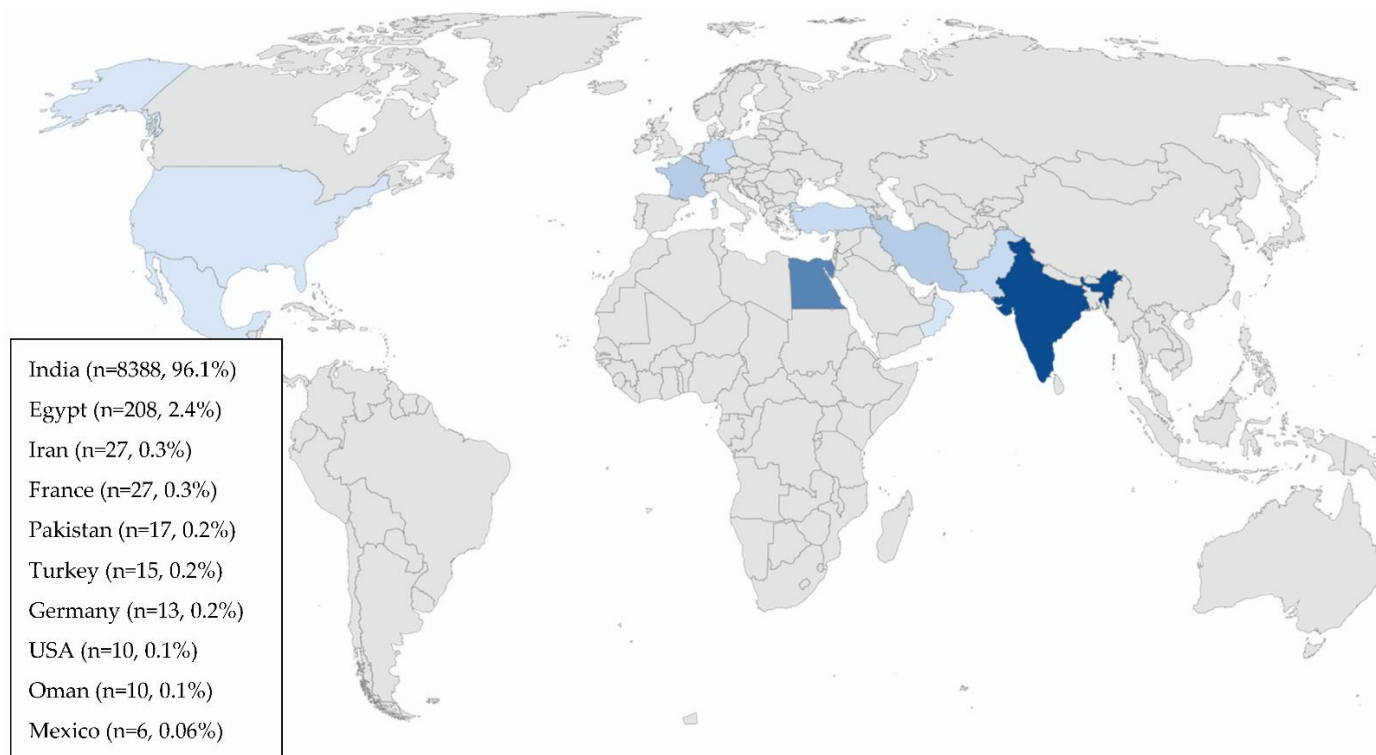 India (n=8388, 96.1%)
Egypt (n=208, 2.4%)
Iran (n=27, 0.3%)
France (n=27, 0.3%)
Pakistan (n=17, 0.2%)
Turkey (n=15, 0.2%)
Germany (n=13, 0.2%)
USA (n=10, 0.1%)
Oman (n=10, 0.1%)
Mexico (n=6, 0.06%)